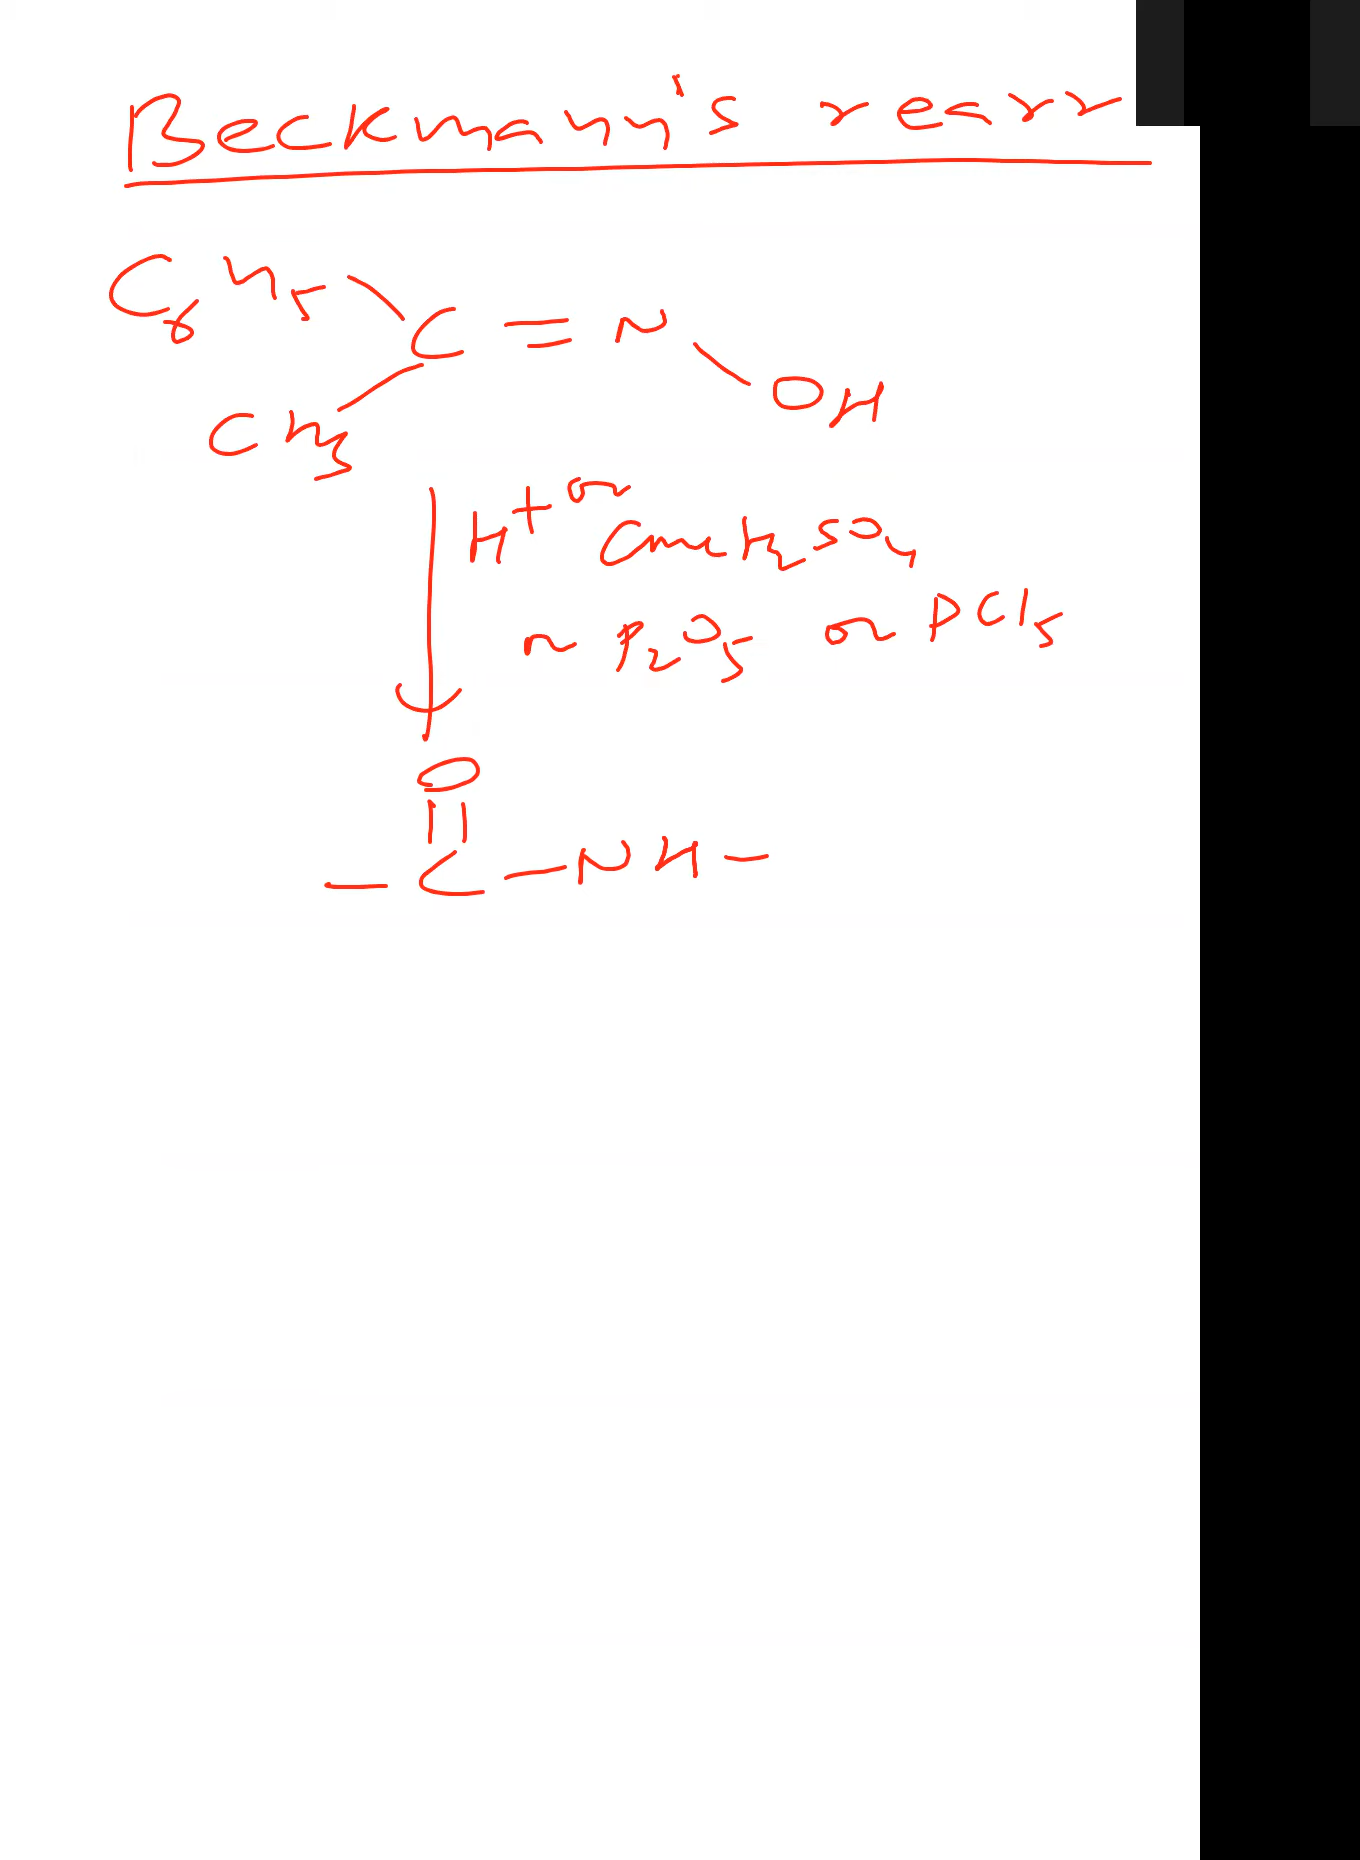 Beckmann's rearr
C6H5
C = N
CH3 OH
H+ or
Conc H2SO4
or P2O5 or PCl5
O
— C — NH —